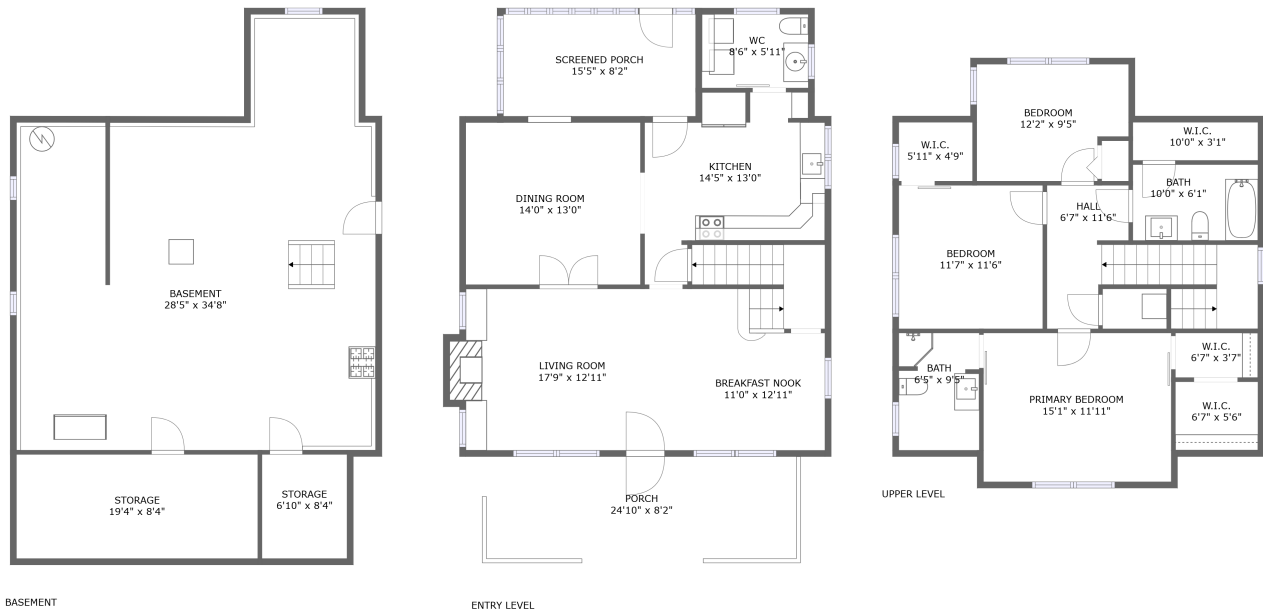 BASEMENT
28'5" x 34'8"
STORAGE
19'4" x 8'4"
STORAGE
6'10" x 8'4"
BASEMENT
SCREENED PORCH
15'5" x 8'2"
WC
8'6" x 5'11"
KITCHEN
14'5" x 13'0"
DINING ROOM
14'0" x 13'0"
LIVING ROOM
17'9" x 12'11"
BREAKFAST NOOK
11'0" x 12'11"
PORCH
24'10" x 8'2"
ENTRY LEVEL
BEDROOM
12'2" x 9'5"
W.I.C.
10'0" x 3'1"
W.I.C.
5'11" x 4'9"
BATH
10'0" x 6'1"
HALL
6'7" x 11'6"
BEDROOM
11'7" x 11'6"
W.I.C.
6'7" x 3'7"
BATH
6'5" x 9'5"
PRIMARY BEDROOM
15'1" x 11'11"
W.I.C.
6'7" x 5'6"
UPPER LEVEL